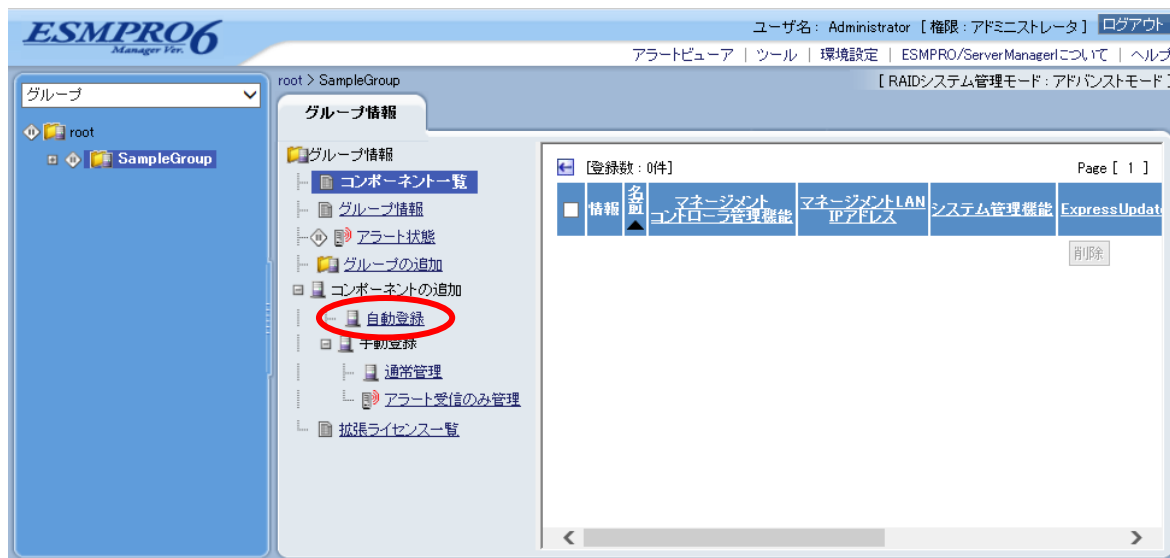 ESMPRO6
Manager Ver.
ユーザ名： Administrator [ 権限：アドミニストレータ ] ログアウト
アラートビューア | ツール | 環境設定 | ESMPRO/ServerManagerについて | ヘルプ
グループ
root
SampleGroup
root > SampleGroup
[ RAIDシステム管理モード：アドバンストモード ]
グループ情報
グループ情報
コンポーネント一覧
グループ情報
アラート状態
グループの追加
コンポーネントの追加
自動登録
手動登録
通常管理
アラート受信のみ管理
拡張ライセンス一覧
[登録数：0件]
Page [ 1 ]
情報 名前 マネージメントコントローラ管理機能 マネージメントLAN IPアドレス システム管理機能 ExpressUpdat
削除